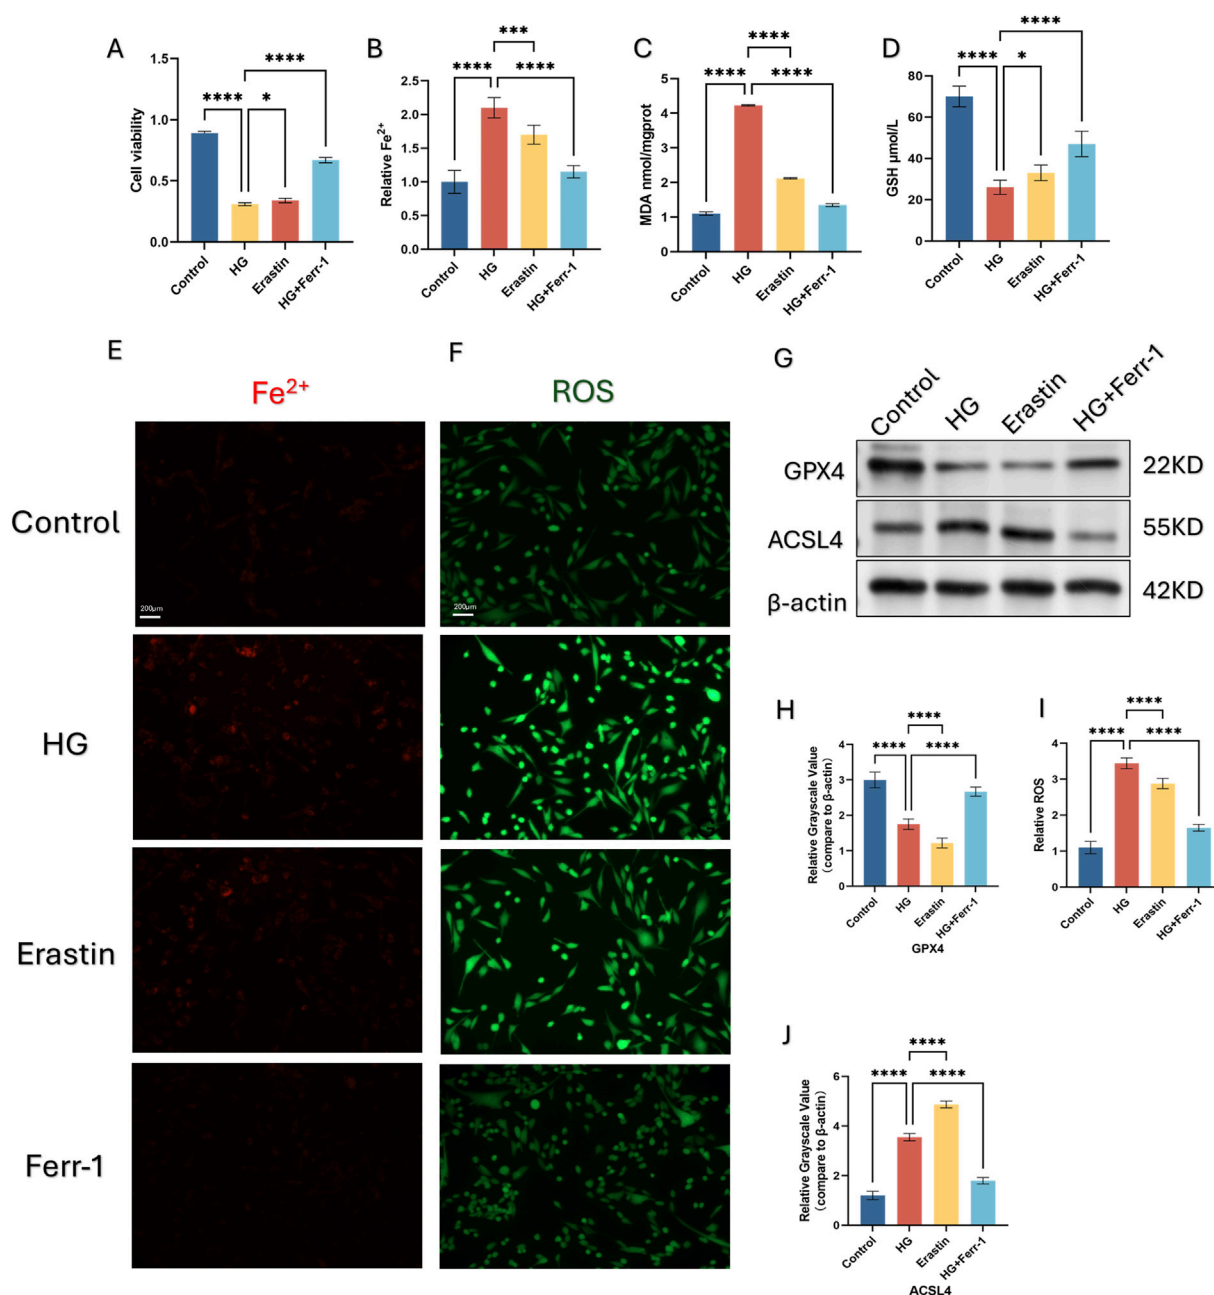 A
****
**** *
Cell viability
1.5
1.0
0.5
0.0
Control
HG
Erastin
HG+Ferr-1
B
***
**** ****
Relative Fe²⁺
2.5
2.0
1.5
1.0
0.5
0.0
Control
HG
Erastin
HG+Ferr-1
C
****
**** ****
MDA nmol/mgprot
5
4
3
2
1
0
Control
HG
Erastin
HG+Ferr-1
D
****
**** *
GSH μmol/L
80
60
40
20
0
Control
HG
Erastin
HG+Ferr-1
E
Fe²⁺
F
ROS
Control
200μm
200μm
HG
Erastin
Ferr-1
G
Control
HG
Erastin
HG+Ferr-1
GPX4
22KD
ACSL4
55KD
β-actin
42KD
H
****
**** ****
Relative Grayscale Value
(compare to β-actin)
4
3
2
1
0
Control
HG
Erastin
HG+Ferr-1
GPX4
I
****
**** ****
Relative ROS
4
3
2
1
0
Control
HG
Erastin
HG+Ferr-1
J
****
**** ****
Relative Grayscale Value
(compare to β-actin)
6
4
2
0
Control
HG
Erastin
HG+Ferr-1
ACSL4